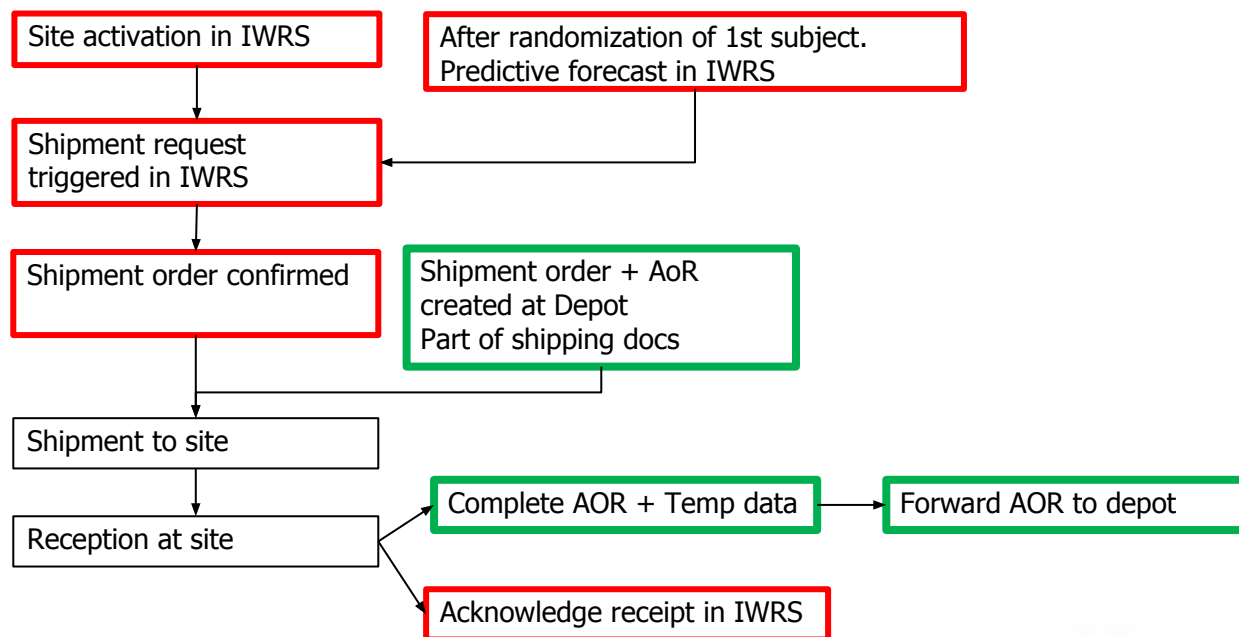 Site activation in IWRS
After randomization of 1st subject.
Predictive forecast in IWRS
Shipment request
triggered in IWRS
Shipment order confirmed
Shipment order + AoR
created at Depot
Part of shipping docs
Shipment to site
Complete AOR + Temp data
Forward AOR to depot
Reception at site
Acknowledge receipt in IWRS